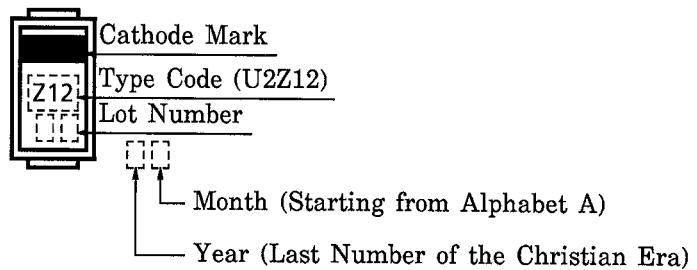 Cathode Mark
Type Code (U2Z12)
Z12
Lot Number
Month (Starting from Alphabet A)
Year (Last Number of the Christian Era)